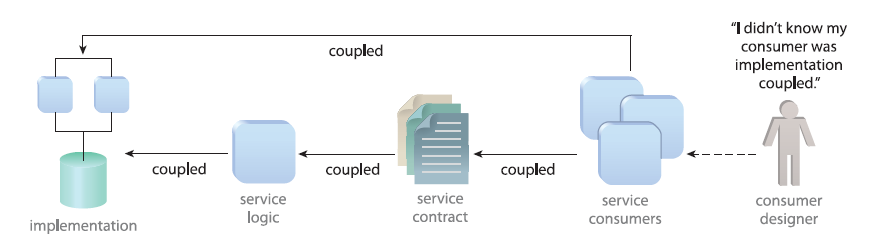 "I didn't know my
consumer was
implementation
coupled."
coupled
coupled
coupled
coupled
implementation
service
logic
service
contract
service
consumers
consumer
designer